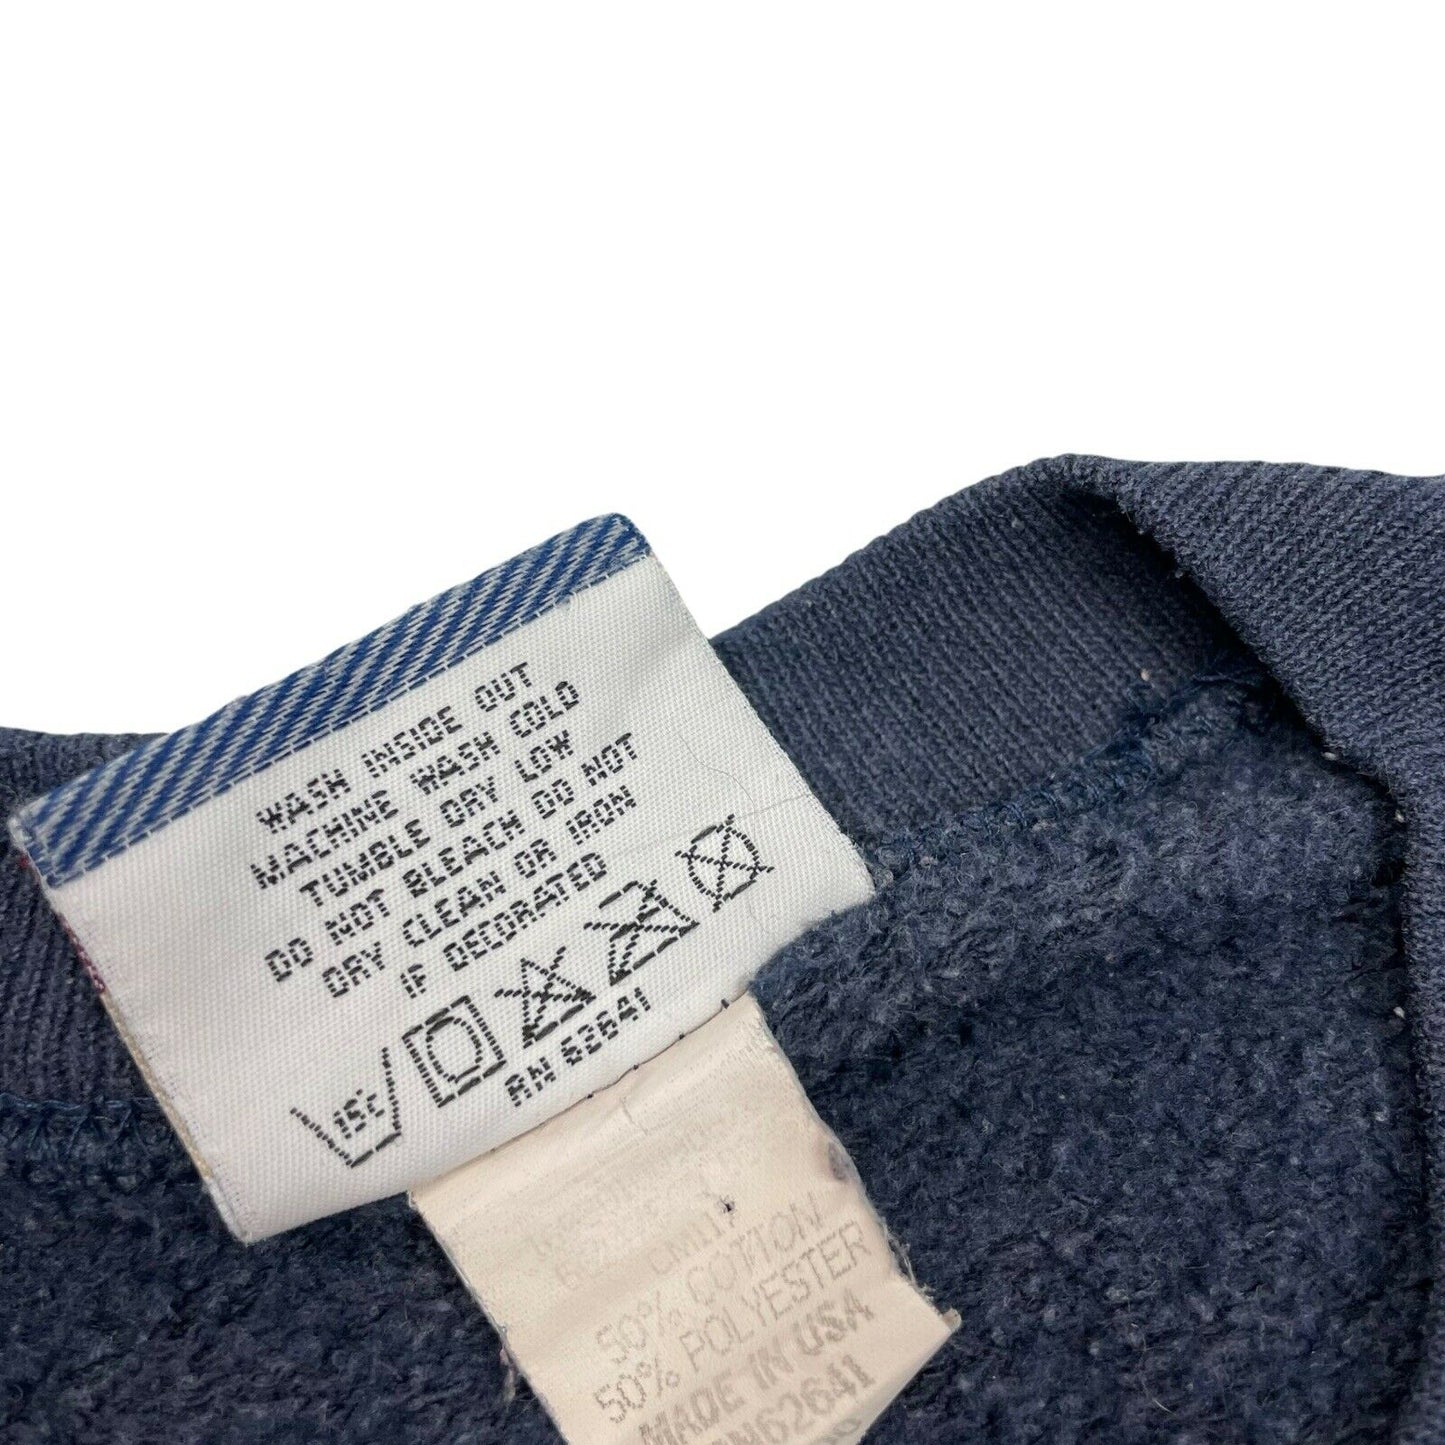 WASH INSIDE OUT
MACHINE WASH COLD
TUMBLE DRY LOW
DO NOT BLEACH DO NOT
DRY CLEAN OR IRON
IF DECORATED
15c
RN 62641
50% COTTON
50% POLYESTER
MADE IN USA
62641